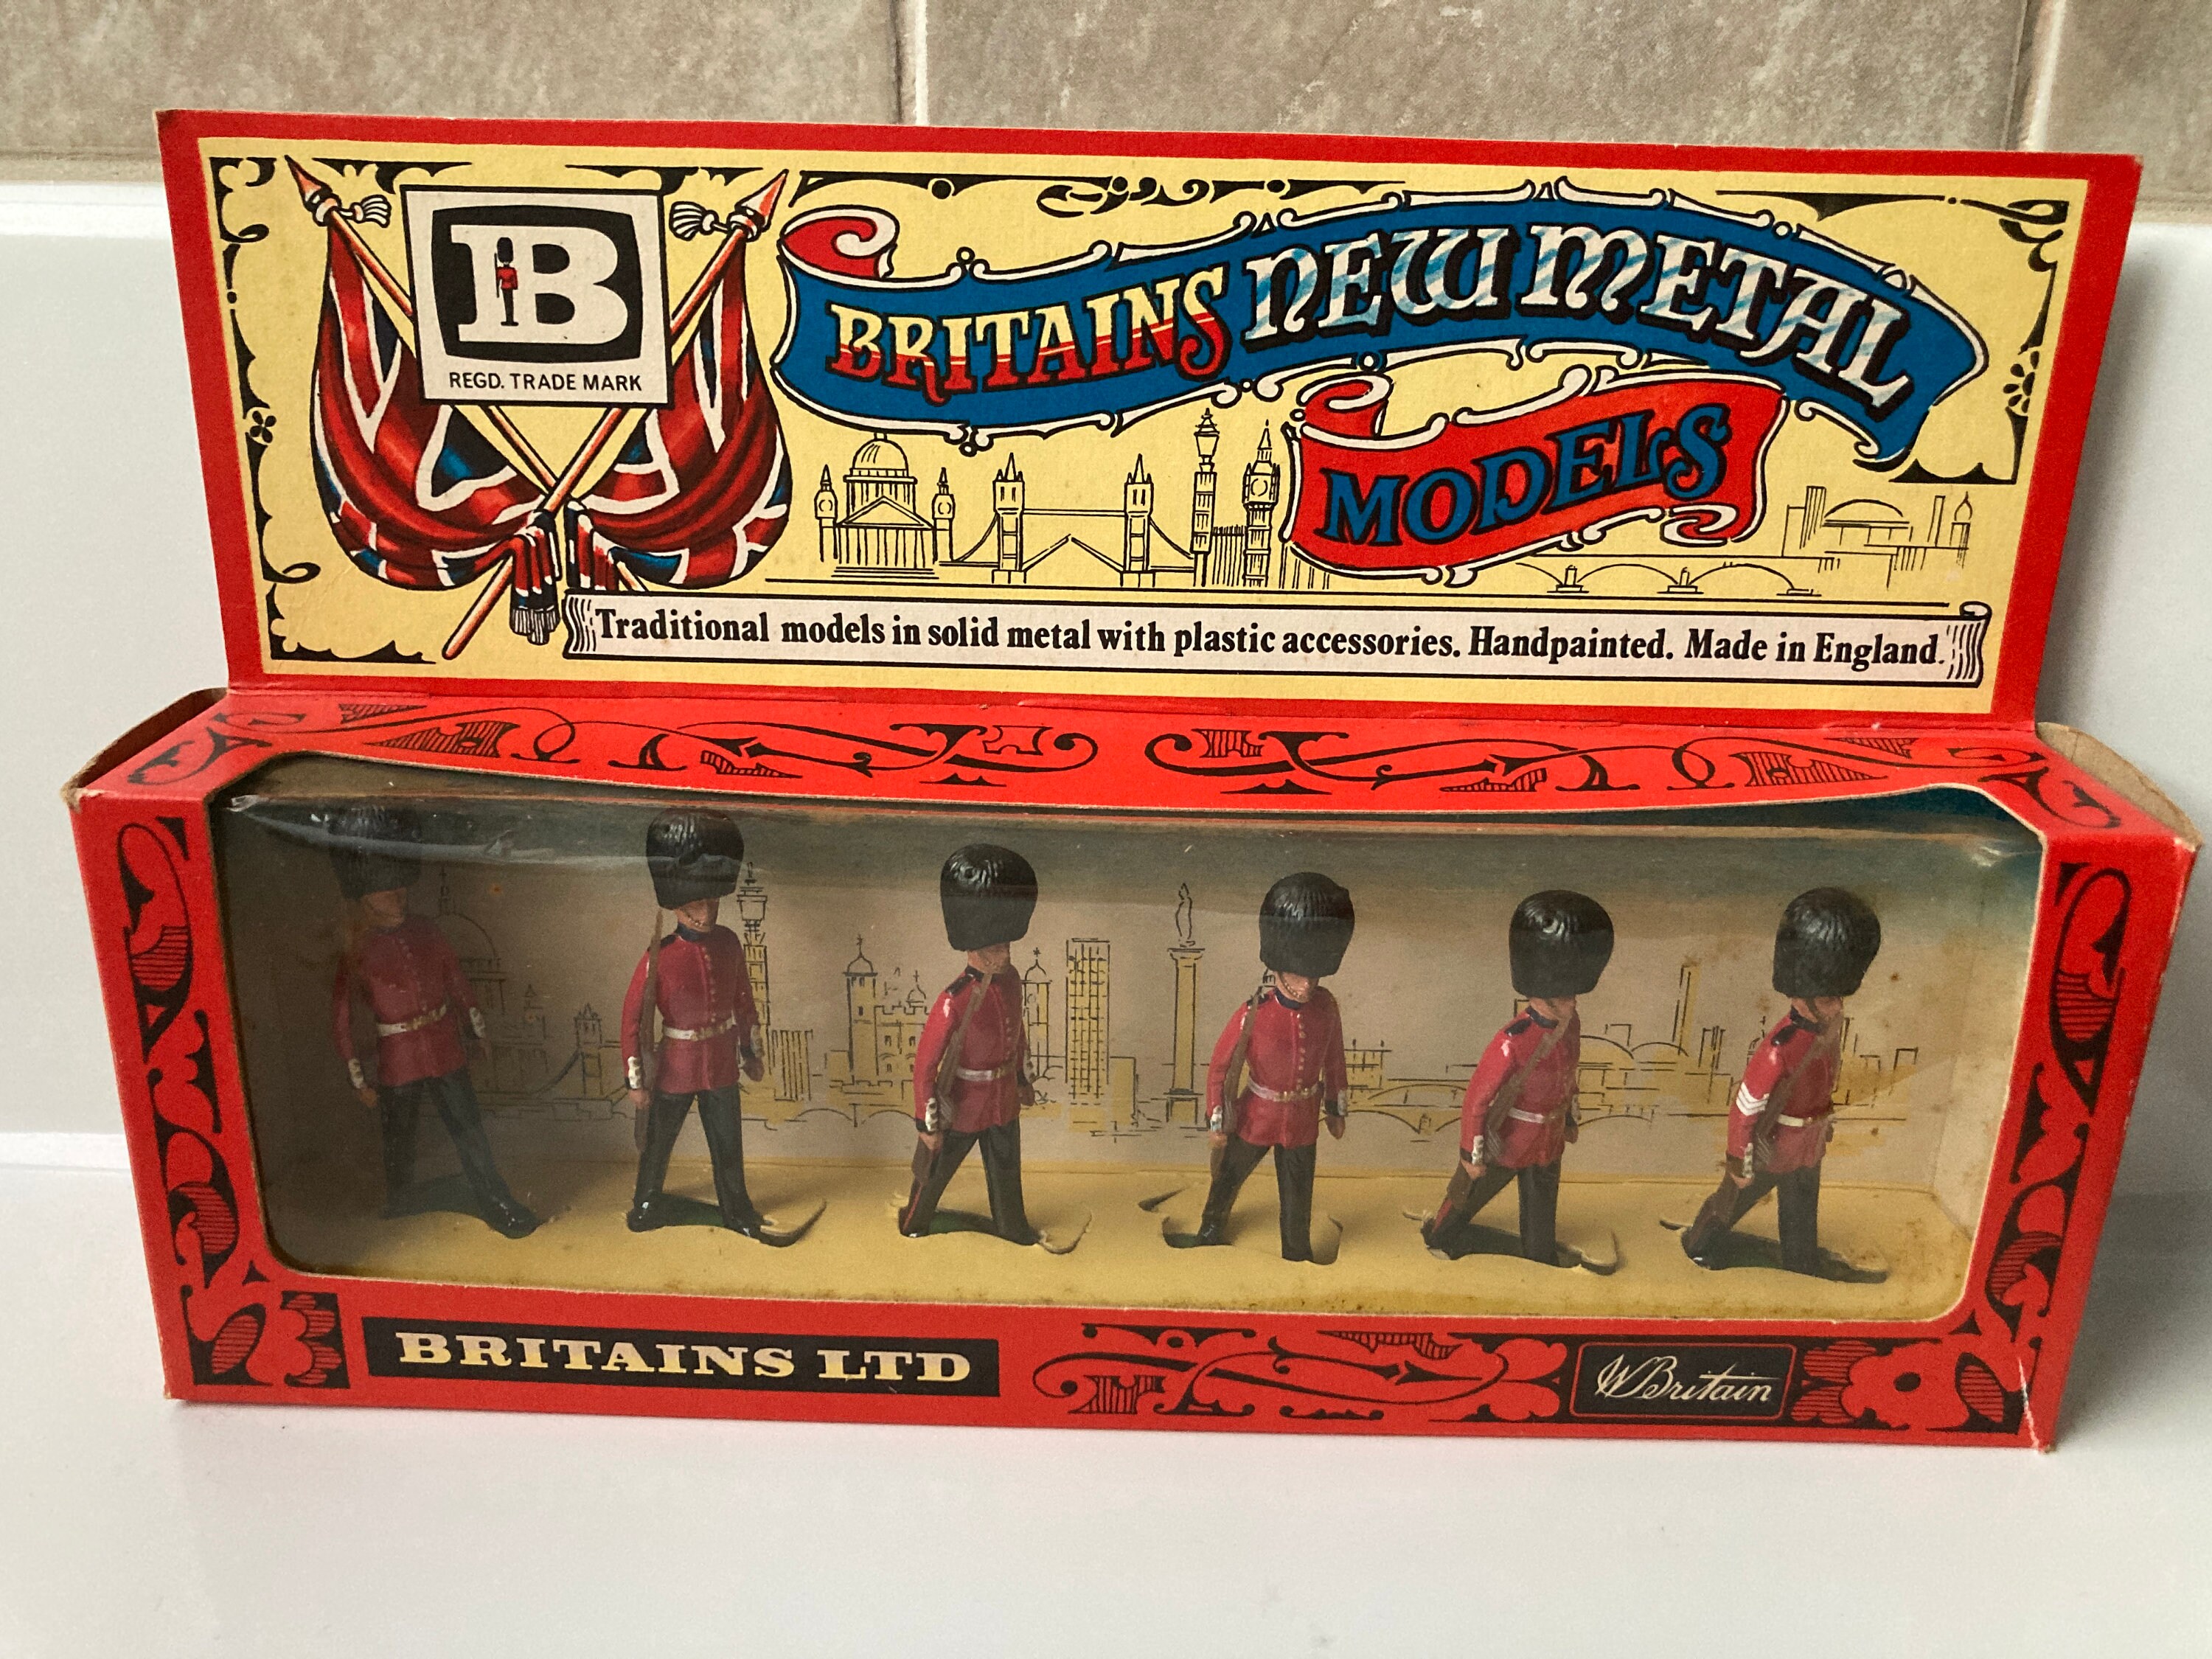 B
REGD. TRADE MARK
BRITAINS NEW METAL
MODELS
Traditional models in solid metal with plastic accessories. Handpainted. Made in England.
BRITAINS LTD
W Britain